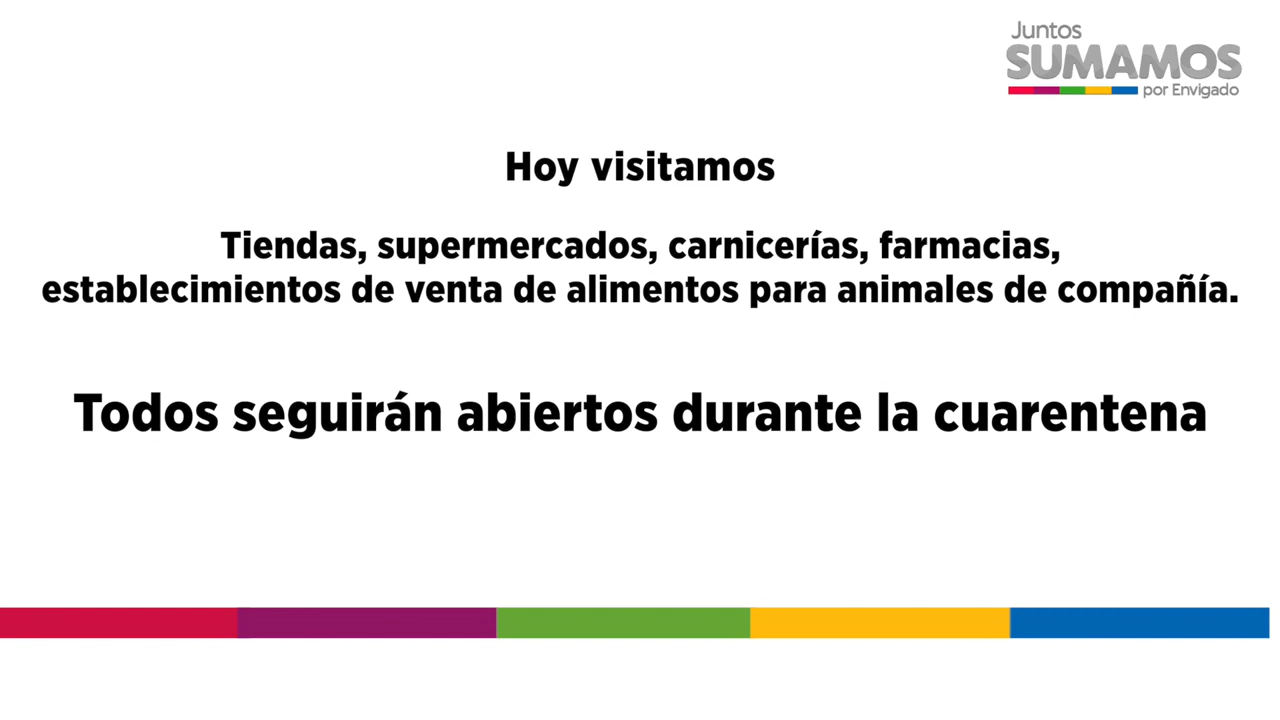 Juntos
SUMAMOS
por Envigado
Hoy visitamos
Tiendas, supermercados, carnicerías, farmacias,
establecimientos de venta de alimentos para animales de compañía.
Todos seguirán abiertos durante la cuarentena